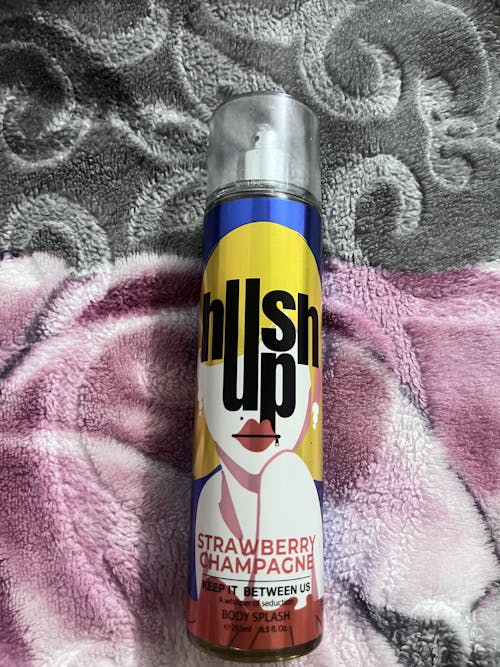 hush
up
STRAWBERRY
CHAMPAGNE
KEEP IT BETWEEN US
A whisper of seduction
BODY SPLASH